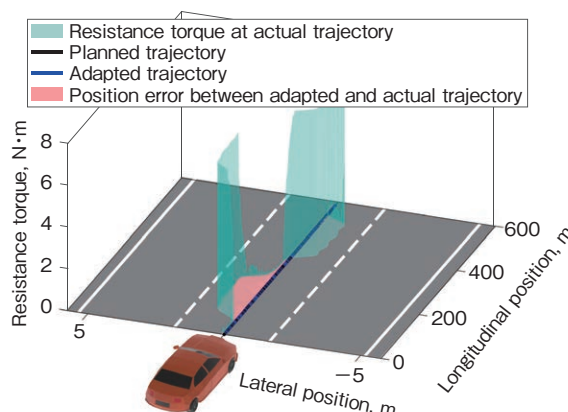 Resistance torque at actual trajectory
Planned trajectory
Adapted trajectory
Position error between adapted and actual trajectory
Resistance torque, N·m
8
6
4
2
0
5
Lateral position, m
−5
0
200
400
600
Longitudinal position, m